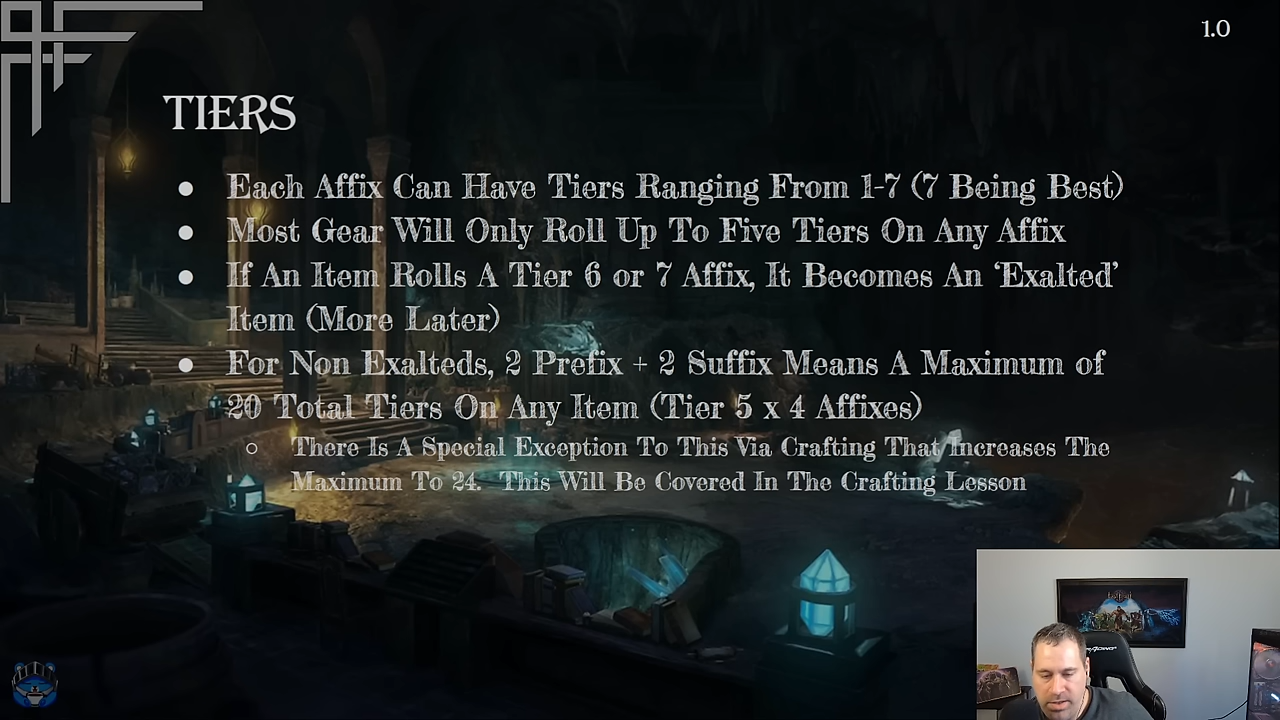 1.0
TIERS
● Each Affix Can Have Tiers Ranging From 1-7 (7 Being Best)
● Most Gear Will Only Roll Up To Five Tiers On Any Affix
● If An Item Rolls A Tier 6 or 7 Affix, It Becomes An ‘Exalted’
Item (More Later)
● For Non Exalteds, 2 Prefix + 2 Suffix Means A Maximum of
20 Total Tiers On Any Item (Tier 5 x 4 Affixes)
○ There Is A Special Exception To This Via Crafting That Increases The
Maximum To 24. This Will Be Covered In The Crafting Lesson